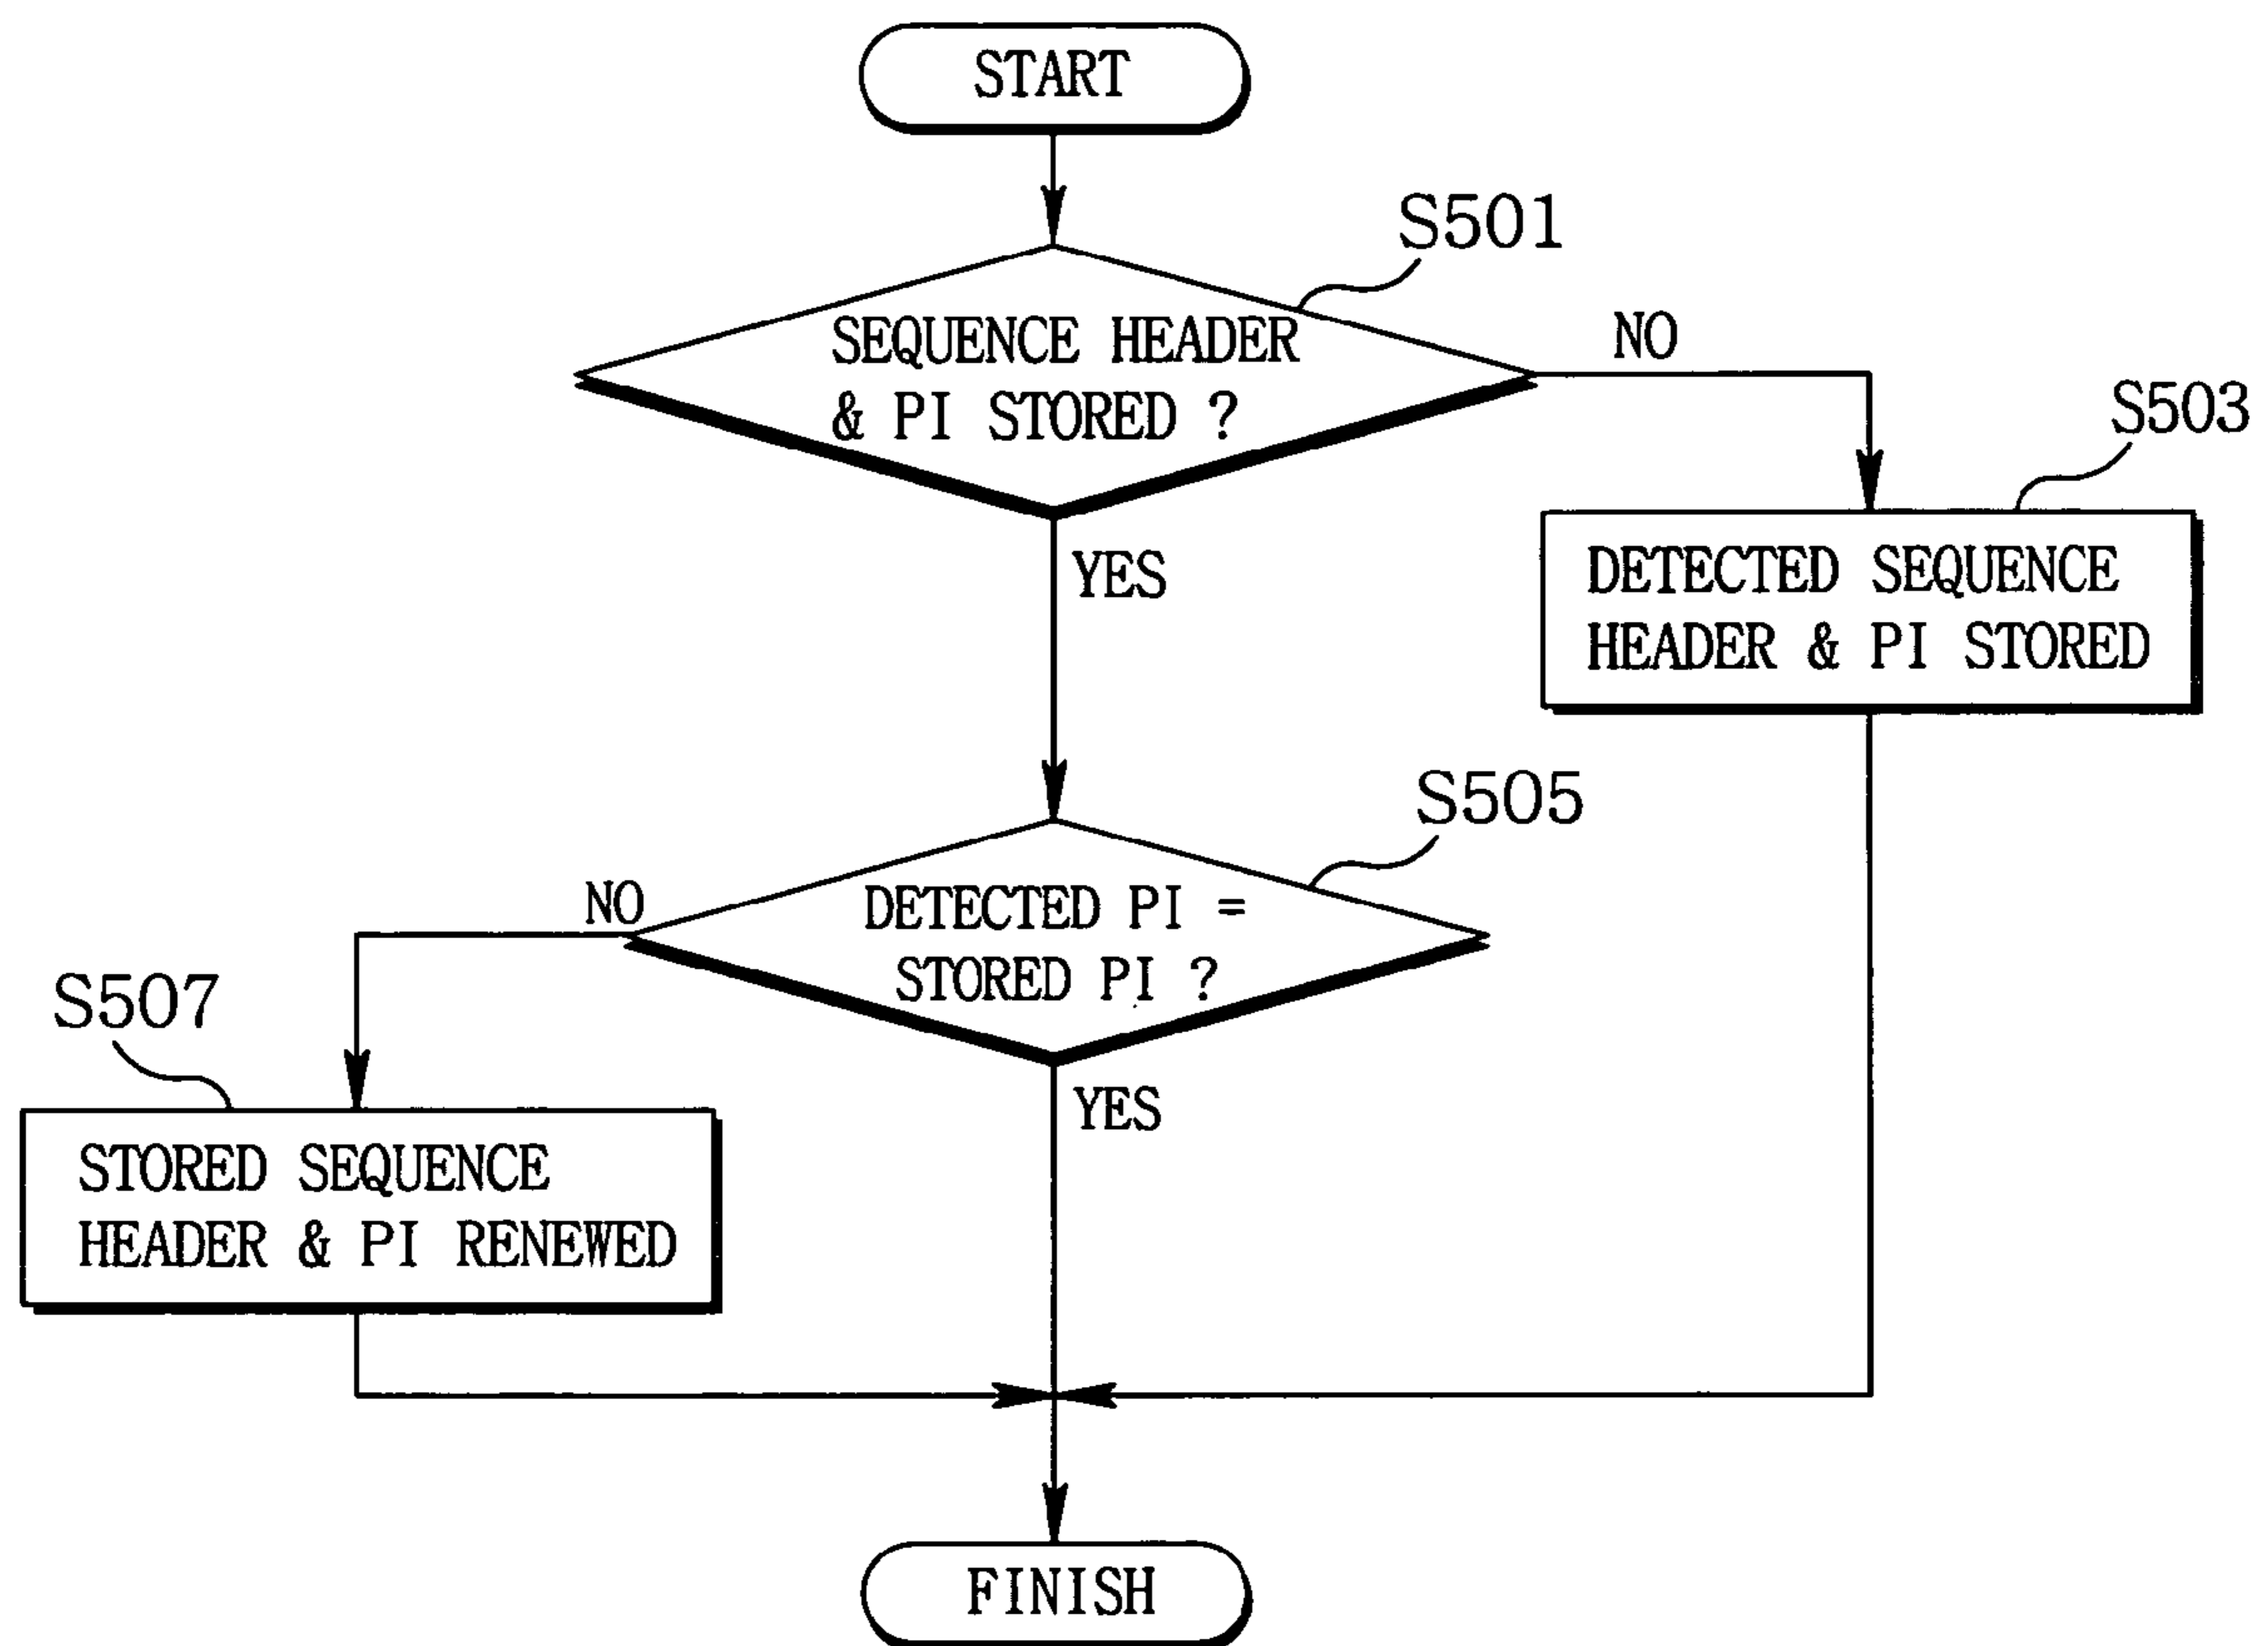 START
S501
SEQUENCE HEADER
& PI STORED ?
NO
S503
DETECTED SEQUENCE
HEADER & PI STORED
YES
S505
DETECTED PI =
STORED PI ?
NO
S507
STORED SEQUENCE
HEADER & PI RENEWED
YES
FINISH